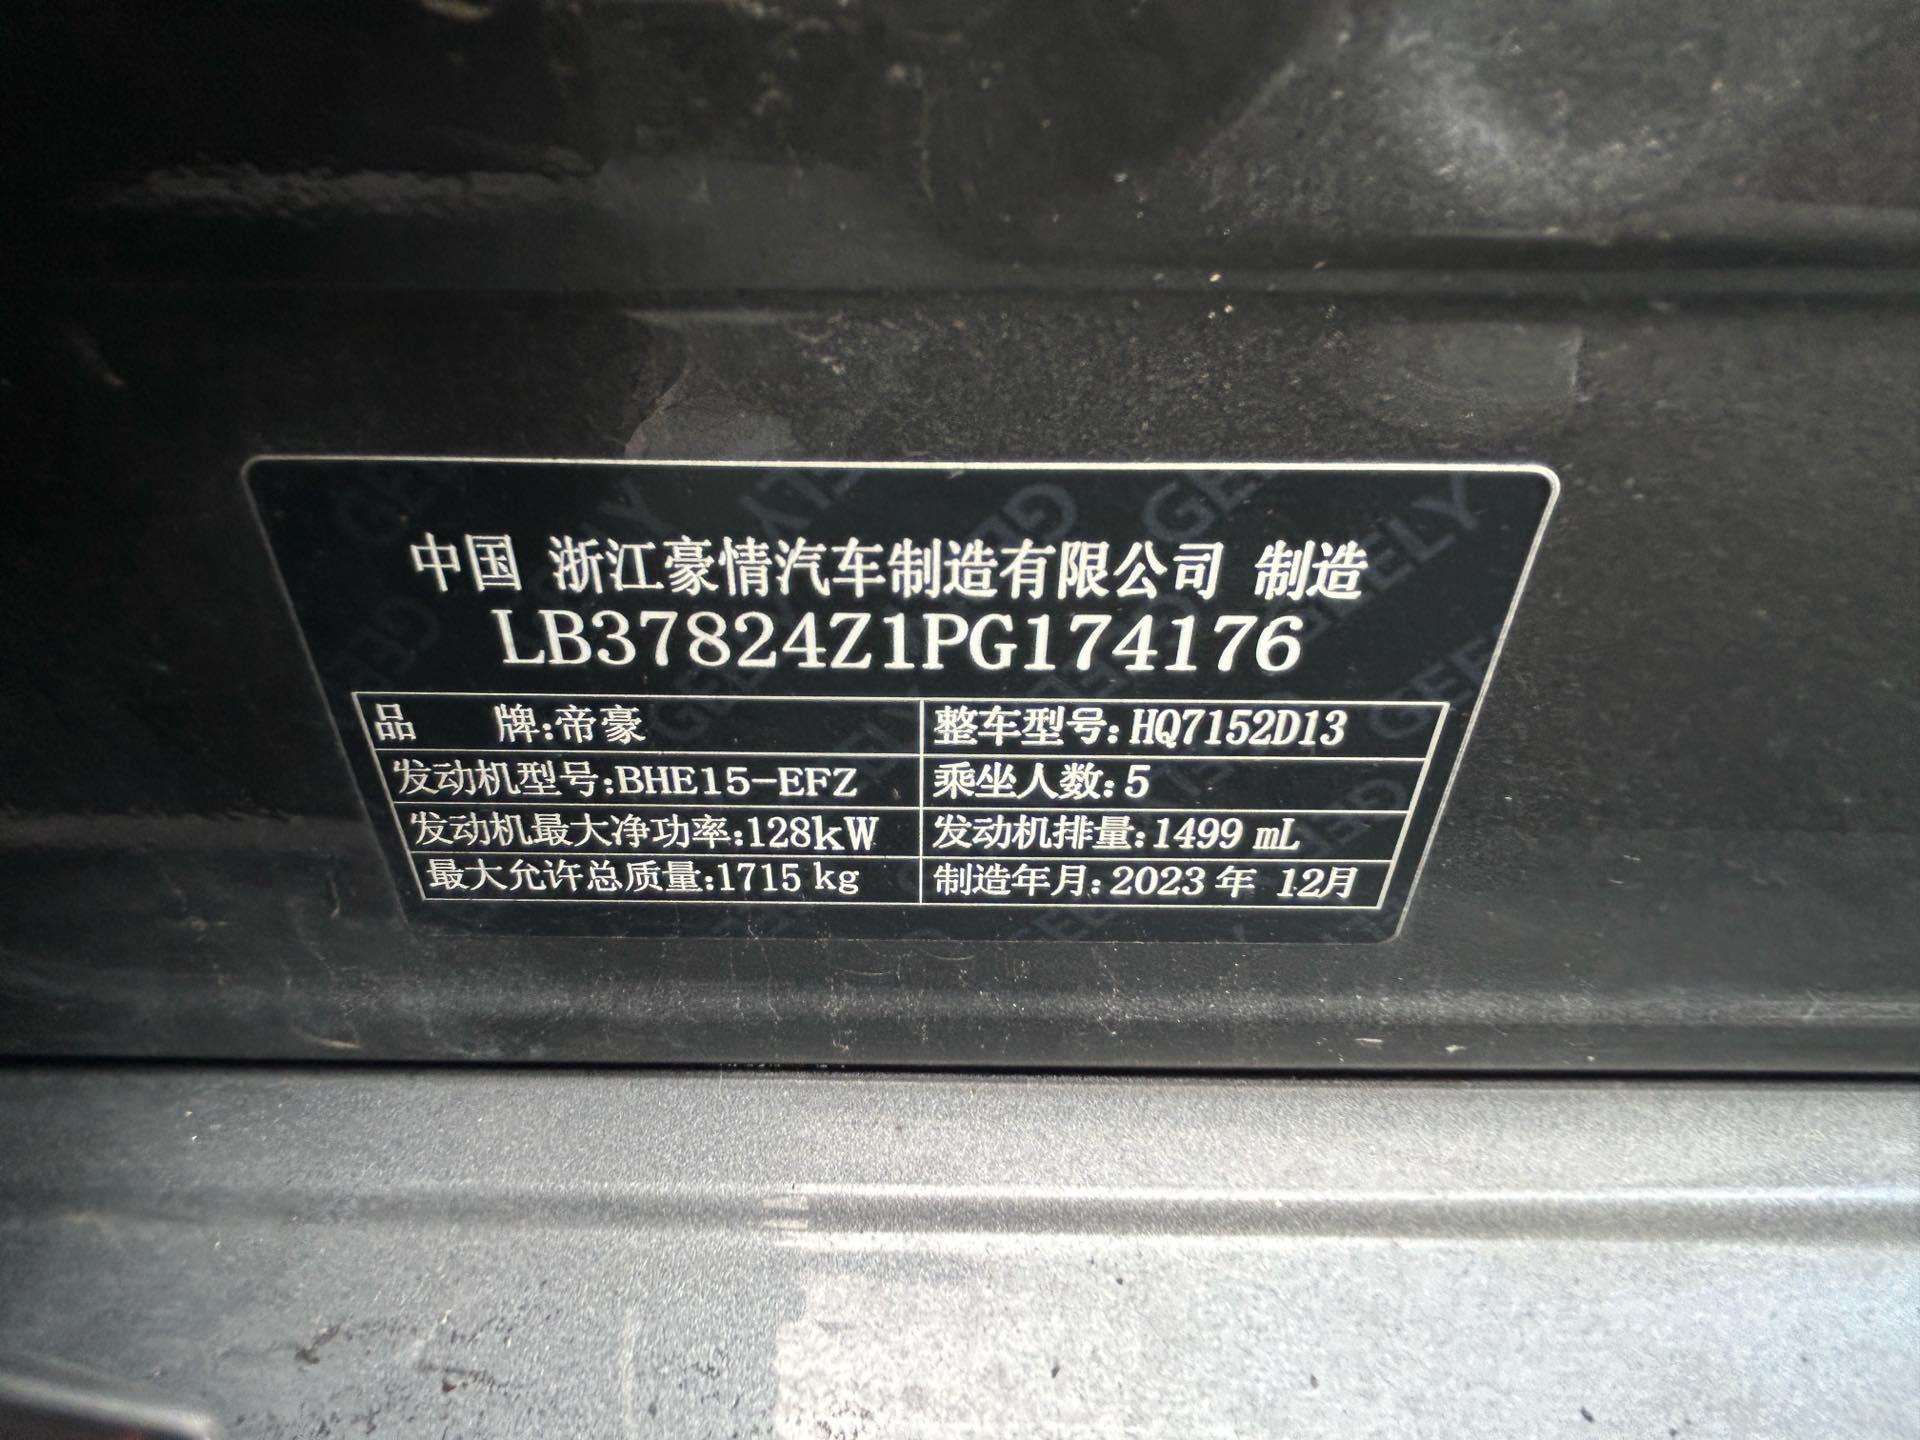 中国 浙江豪情汽车制造有限公司 制造
LB37824Z1PG174176
品 牌:帝豪 整车型号:HQ7152D13
发动机型号:BHE15-EFZ 乘坐人数:5
发动机最大净功率:128kW 发动机排量:1499 mL
最大允许总质量:1715 kg 制造年月:2023 年 12月
GEELY